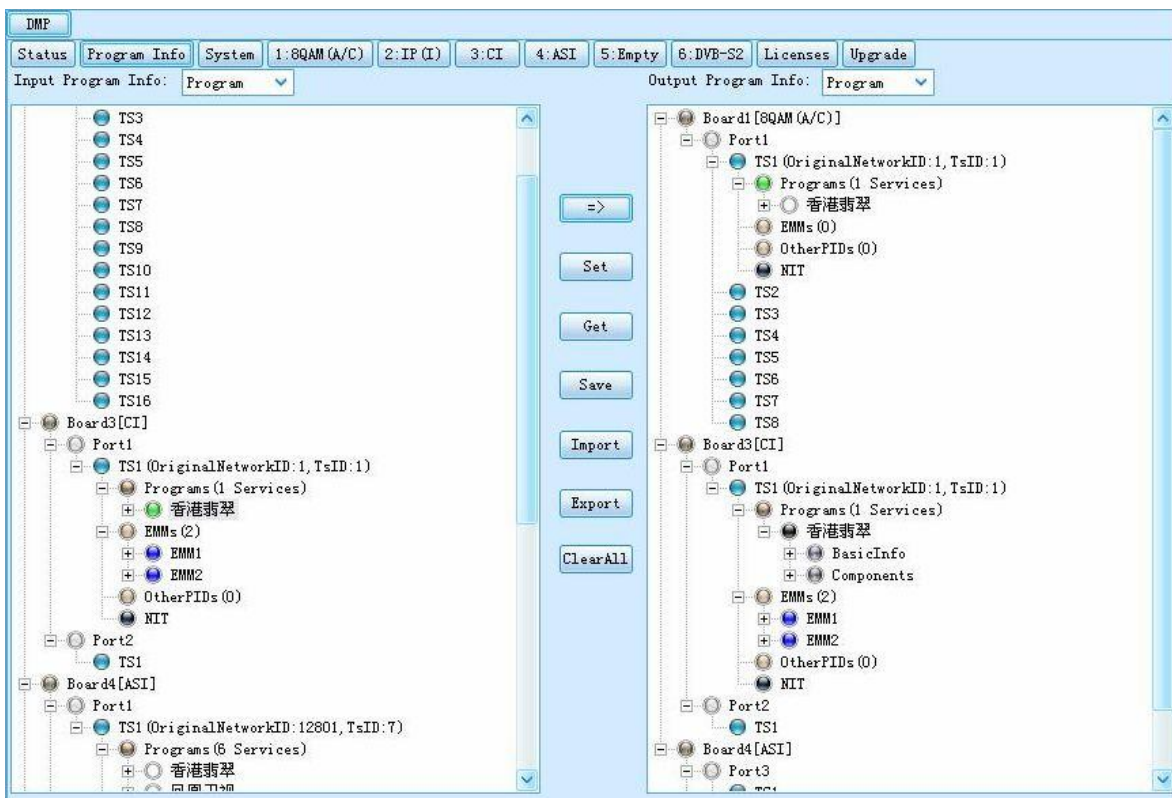 DMP
Status Program Info System 1:8QAM(A/C) 2:IP(I) 3:CI 4:ASI 5:Empty 6:DVB-S2 Licenses Upgrade
Input Program Info: Program
TS3
TS4
TS5
TS6
TS7
TS8
TS9
TS10
TS11
TS12
TS13
TS14
TS15
TS16
Board3[CI]
Port1
TS1(OriginalNetworkID:1,TsID:1)
Programs(1 Services)
香港翡翠
EMMs(2)
EMM1
EMM2
OtherPIDs(0)
NIT
Port2
TS1
Board4[ASI]
Port1
TS1(OriginalNetworkID:12801,TsID:7)
Programs(6 Services)
香港翡翠
=>
Set
Get
Save
Import
Export
ClearAll
Output Program Info: Program
Board1[8QAM(A/C)]
Port1
TS1(OriginalNetworkID:1,TsID:1)
Programs(1 Services)
香港翡翠
EMMs(0)
OtherPIDs(0)
NIT
TS2
TS3
TS4
TS5
TS6
TS7
TS8
Board3[CI]
Port1
TS1(OriginalNetworkID:1,TsID:1)
Programs(1 Services)
香港翡翠
BasicInfo
Components
EMMs(2)
EMM1
EMM2
OtherPIDs(0)
NIT
Port2
TS1
Board4[ASI]
Port3